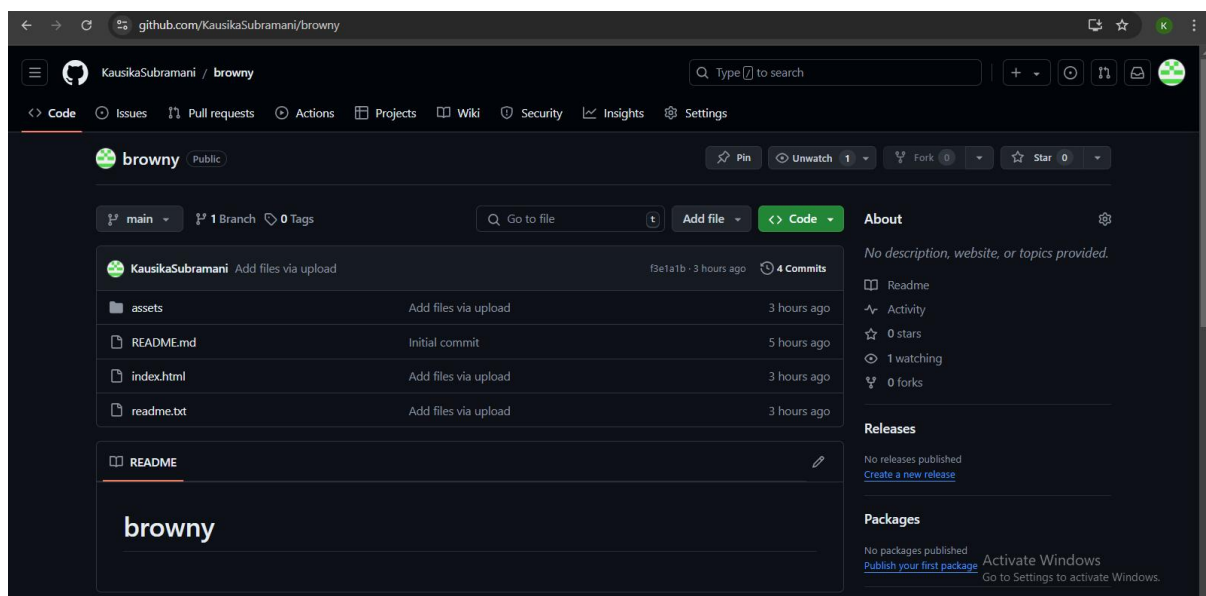 github.com/KausikaSubramani/browny
K
KausikaSubramani / browny
Type / to search
Code Issues Pull requests Actions Projects Wiki Security Insights Settings
browny Public
Pin Unwatch 1 Fork 0 Star 0
main 1 Branch 0 Tags Go to file t Add file Code
About
No description, website, or topics provided.
KausikaSubramani Add files via upload f3e1a1b · 3 hours ago 4 Commits
Readme
assets Add files via upload 3 hours ago
Activity
0 stars
README.md Initial commit 5 hours ago
1 watching
index.html Add files via upload 3 hours ago
0 forks
readme.txt Add files via upload 3 hours ago
Releases
README
No releases published
Create a new release
browny
Packages
No packages published
Publish your first package
Activate Windows
Go to Settings to activate Windows.